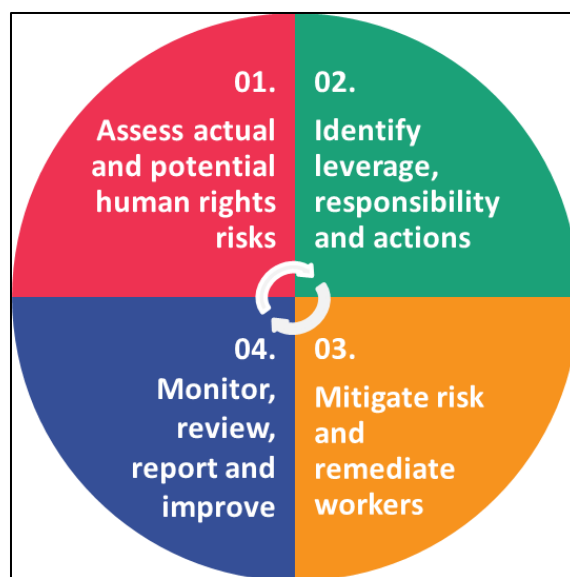 01.
Assess actual
and potential
human rights
risks
02.
Identify
leverage,
responsibility
and actions
03.
Mitigate risk
and
remediate
workers
04.
Monitor,
review,
report and
improve